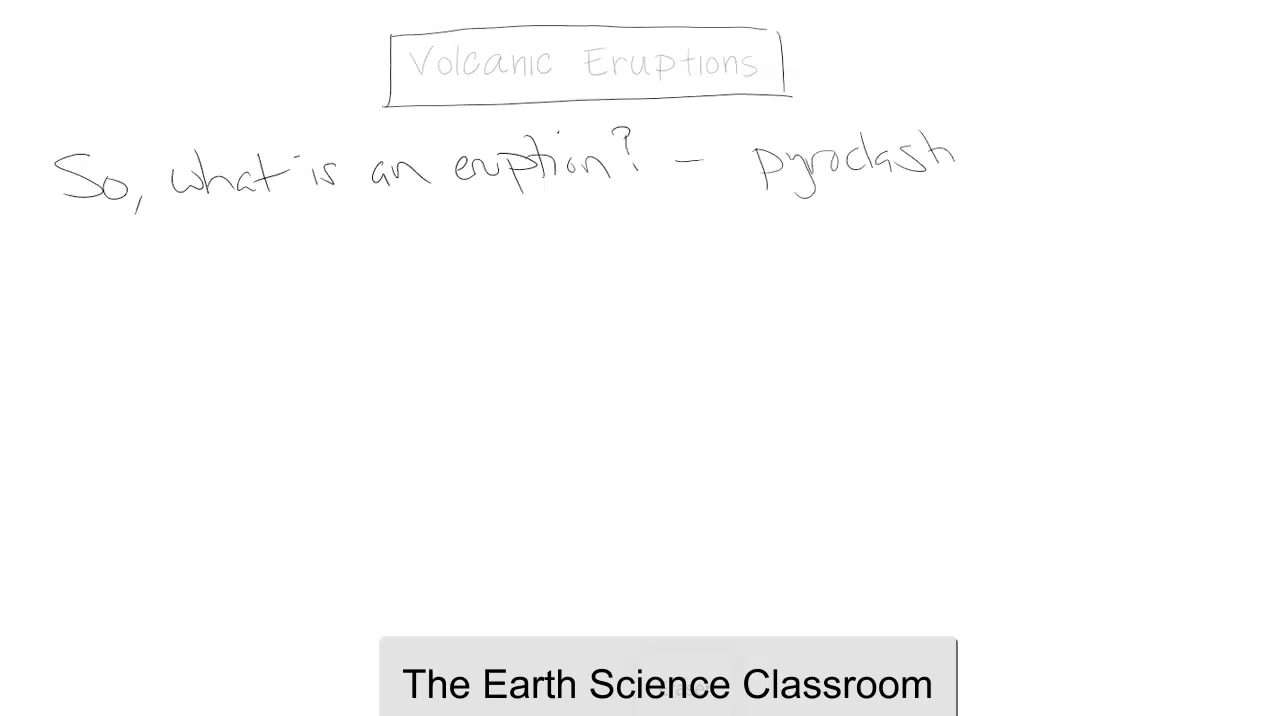 Volcanic Eruptions
So, what is an eruption? - pyroclasti
The Earth Science Classroom